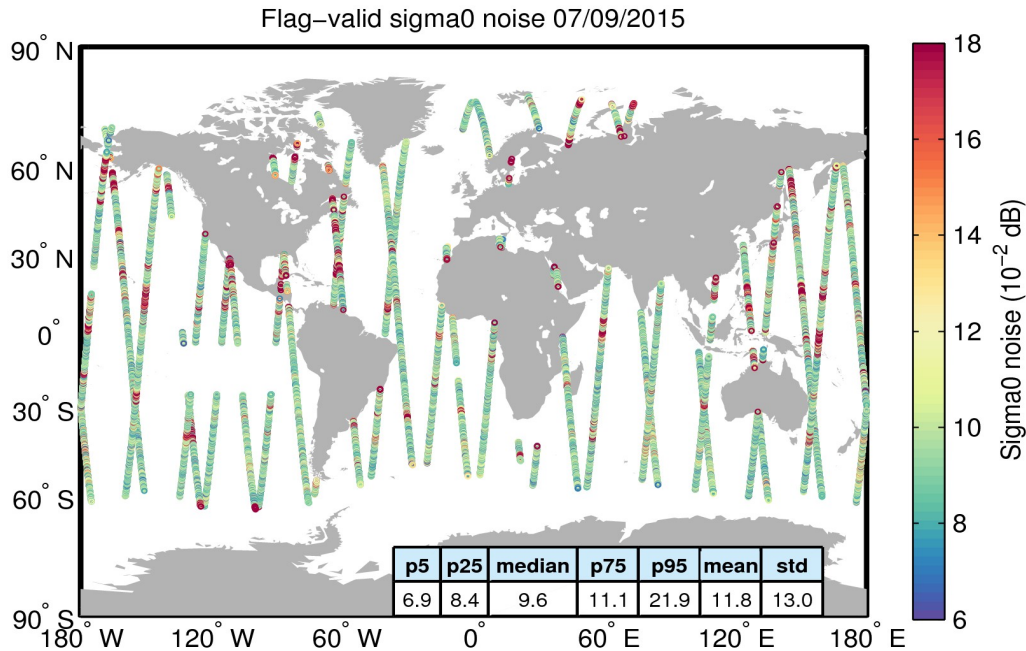 Flag−valid sigma0 noise 07/09/2015
90° N
60° N
30° N
0°
30° S
60° S
90° S
180° W
120° W
60° W
0°
60° E
120° E
180° E
p5 p25 median p75 p95 mean std
6.9 8.4 9.6 11.1 21.9 11.8 13.0
18
16
14
12
10
8
6
Sigma0 noise (10⁻² dB)